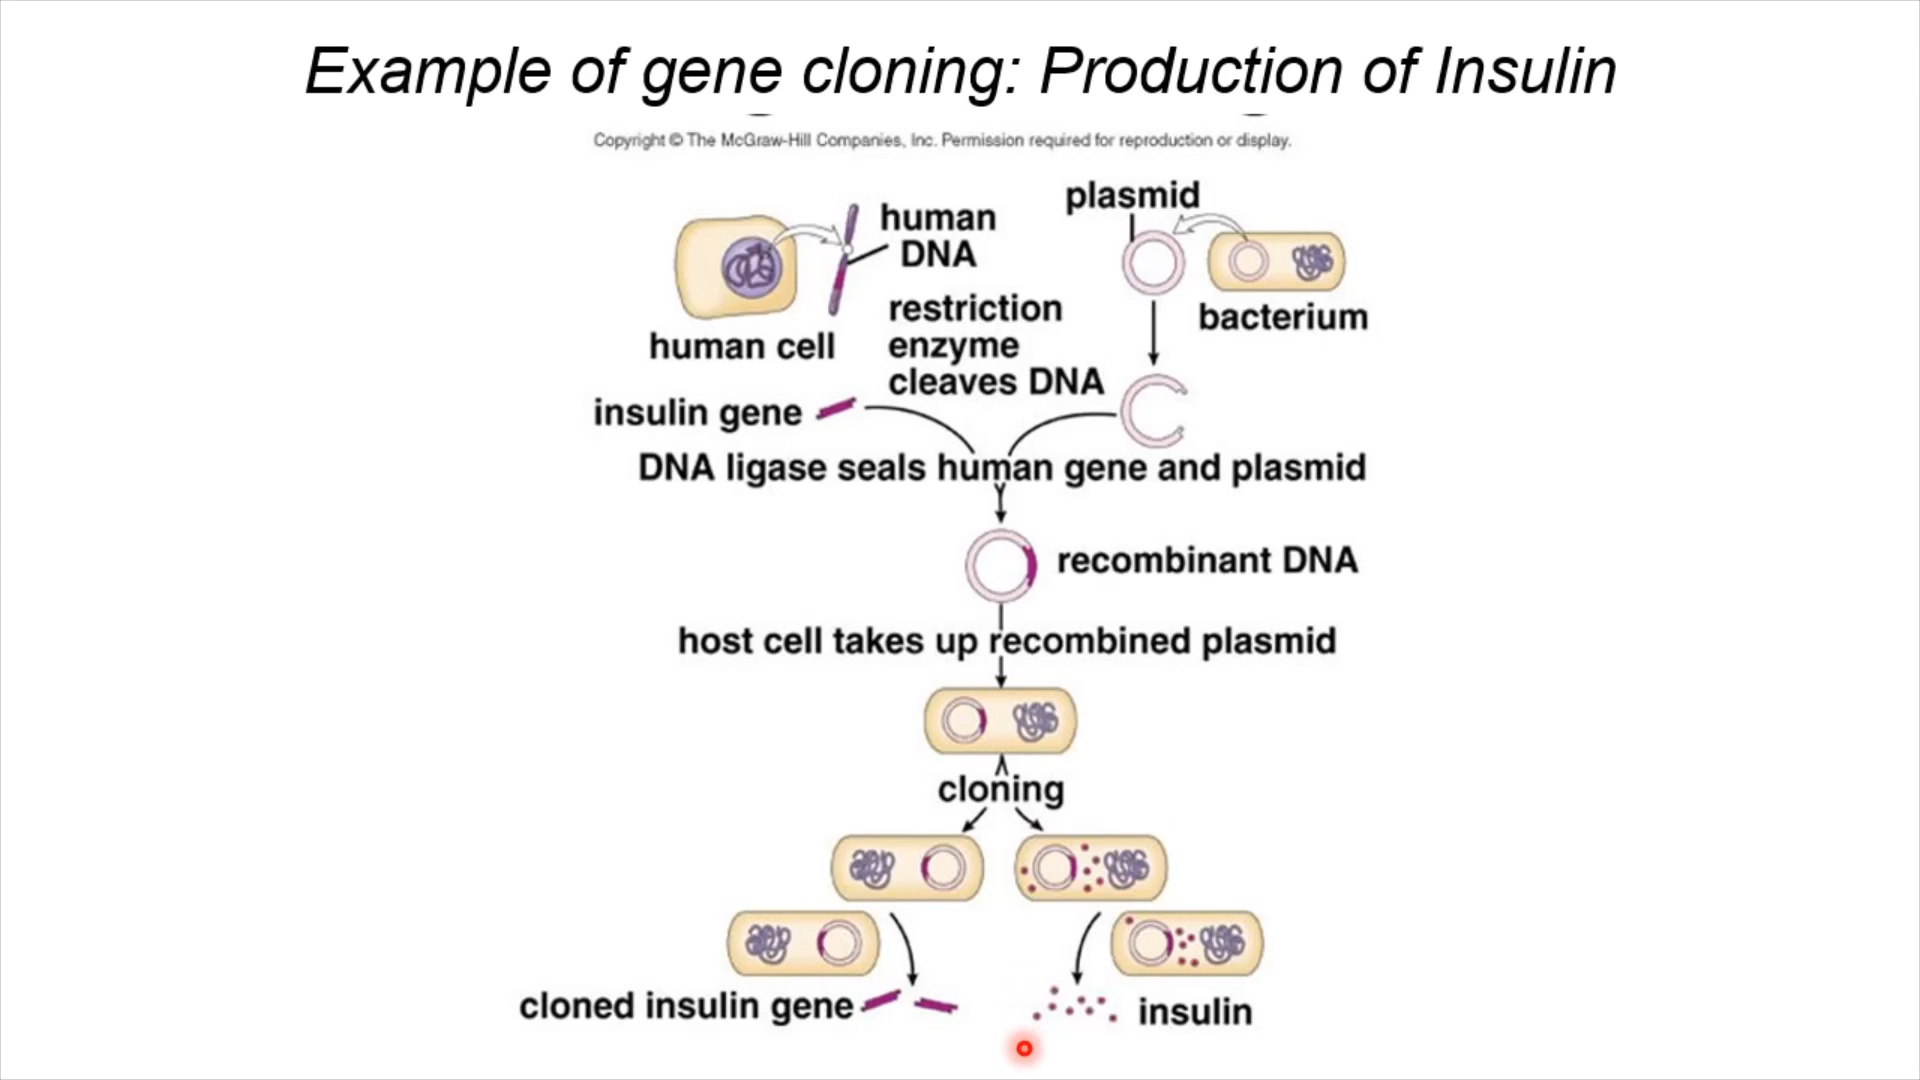 Example of gene cloning: Production of Insulin
Copyright © The McGraw-Hill Companies, Inc. Permission required for reproduction or display.
plasmid
human
DNA
bacterium
human cell
restriction
enzyme
cleaves DNA
insulin gene
DNA ligase seals human gene and plasmid
recombinant DNA
host cell takes up recombined plasmid
cloning
cloned insulin gene
insulin